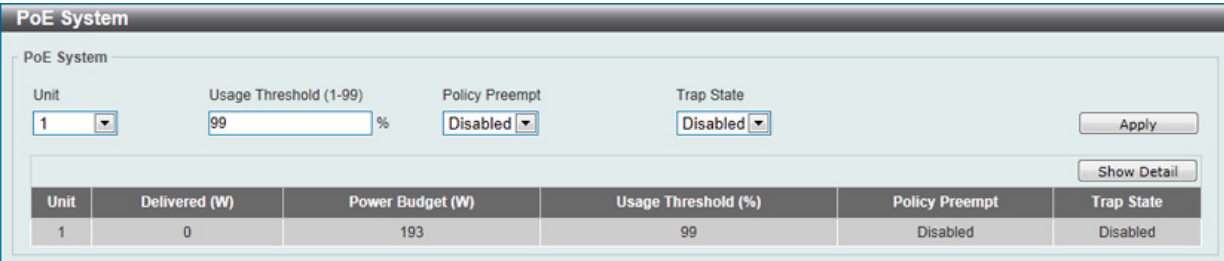 PoE System
PoE System
Unit Usage Threshold (1-99) Policy Preempt Trap State
1 99 % Disabled Disabled Apply
Show Detail
Unit Delivered (W) Power Budget (W) Usage Threshold (%) Policy Preempt Trap State
1 0 193 99 Disabled Disabled